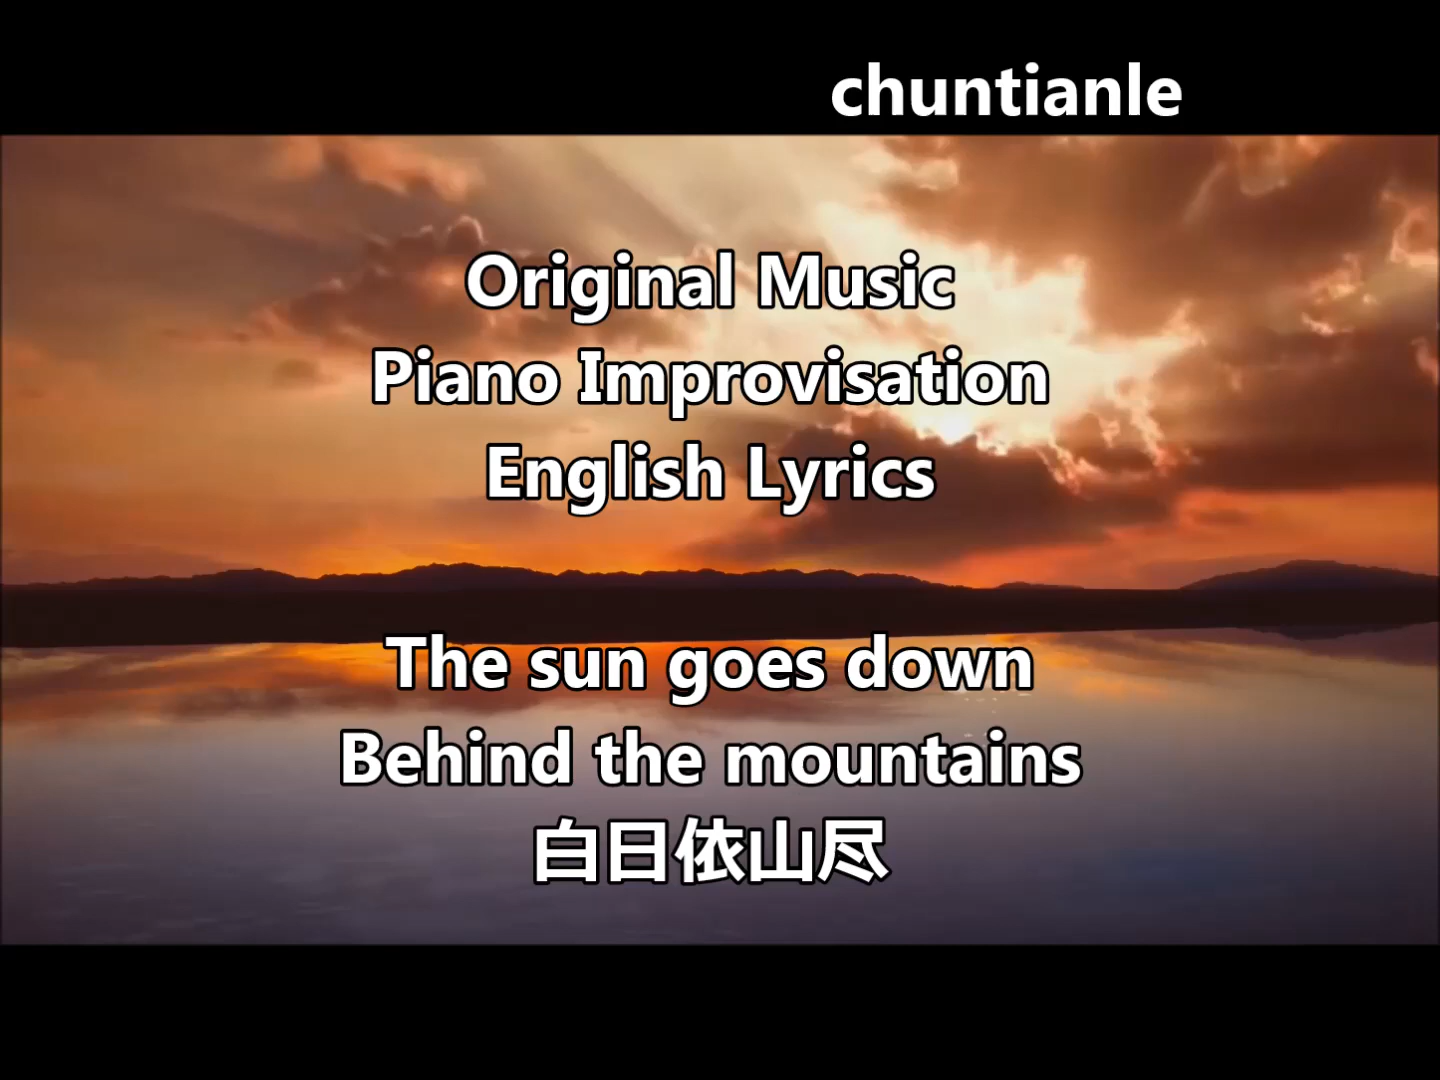 chuntianle
Original Music
Piano Improvisation
English Lyrics
The sun goes down
Behind the mountains
白日依山尽